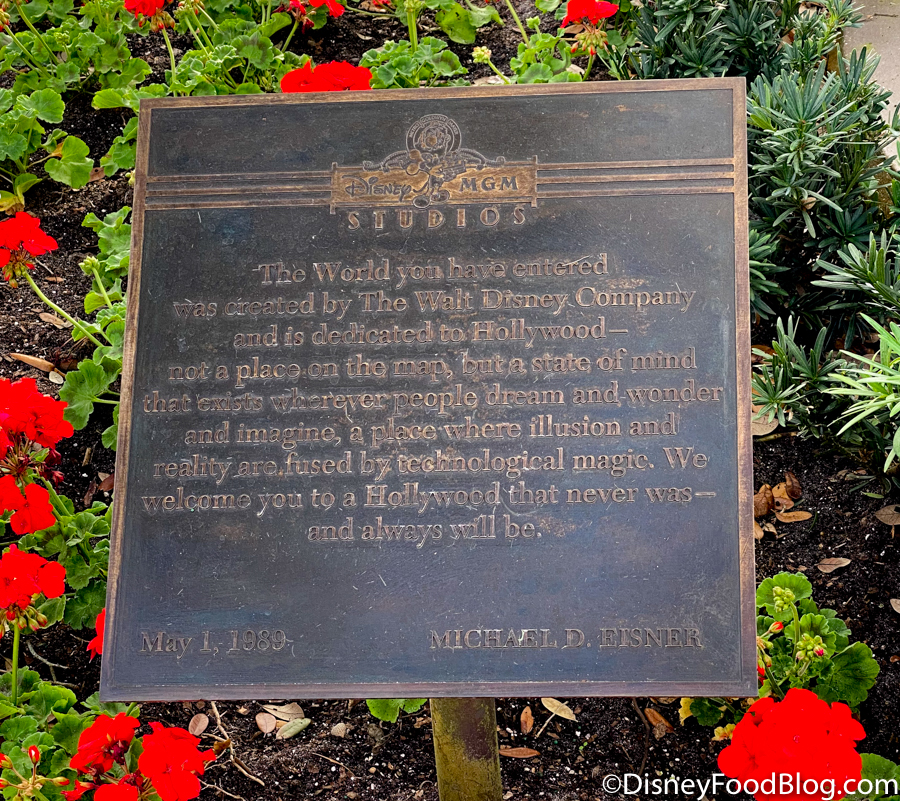 Disney MGM
STUDIOS
The World you have entered
was created by The Walt Disney Company
and is dedicated to Hollywood—
not a place on the map, but a state of mind
that exists wherever people dream and wonder
and imagine, a place where illusion and
reality are fused by technological magic. We
welcome you to a Hollywood that never was—
and always will be.
May 1, 1989 MICHAEL D. EISNER
©DisneyFoodBlog.com